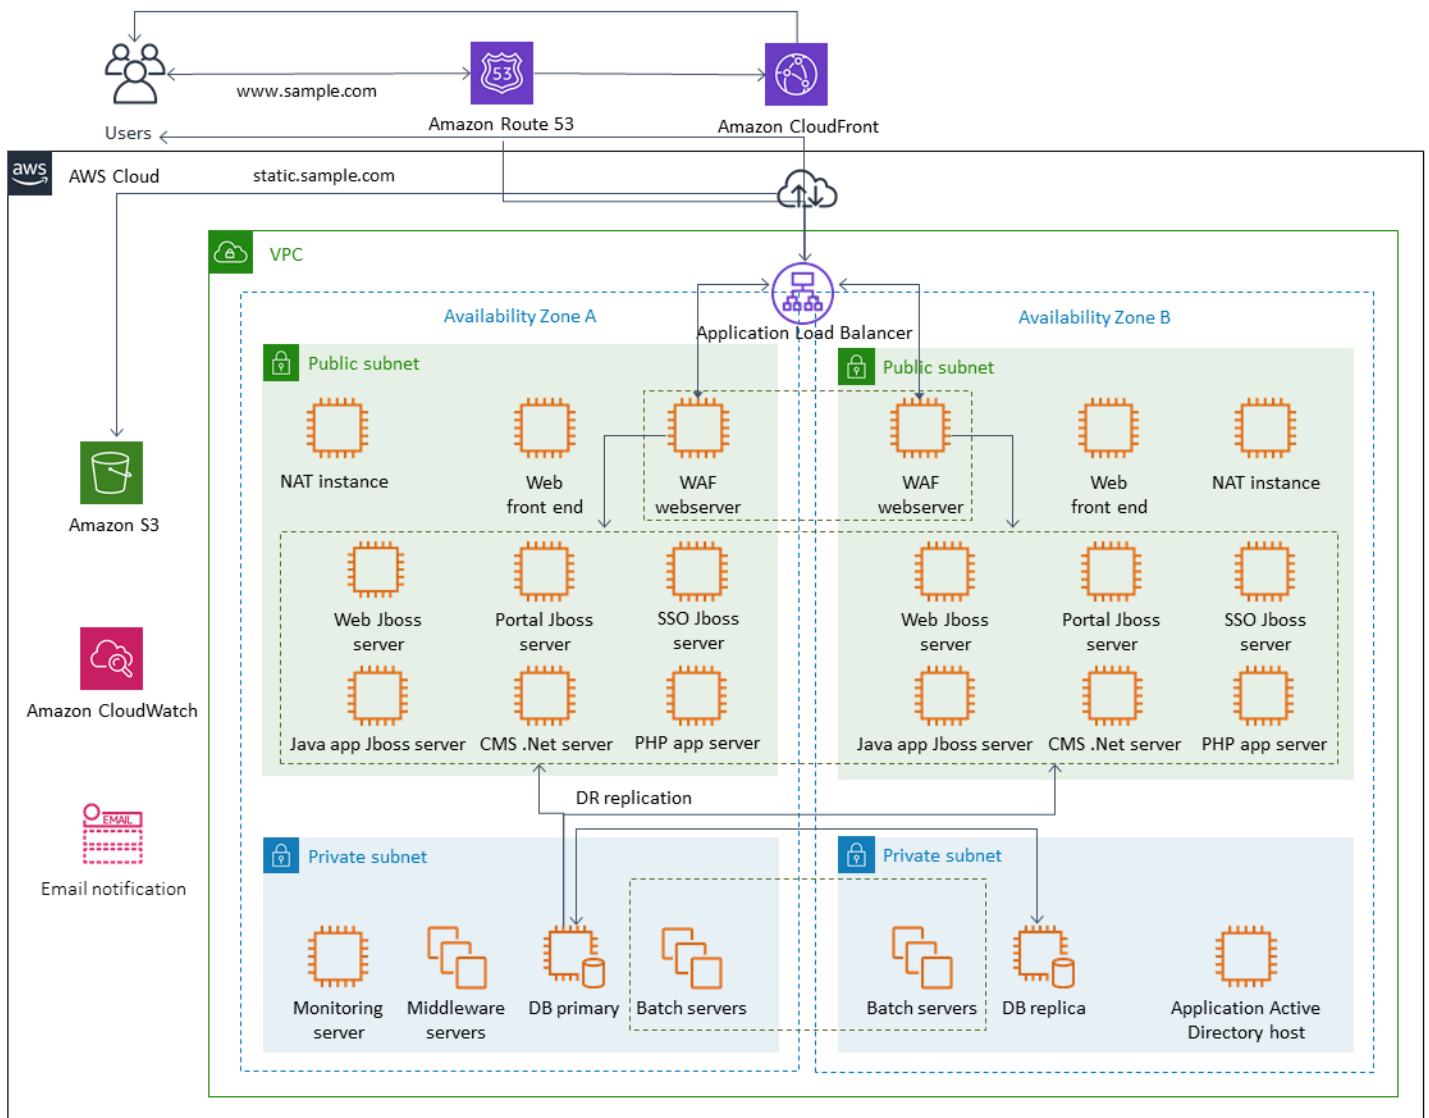 53
www.sample.com
Users
Amazon Route 53
Amazon CloudFront
aws
AWS Cloud
static.sample.com
VPC
Availability Zone A
Application Load Balancer
Availability Zone B
Public subnet
Public subnet
NAT instance
Web
front end
WAF
webserver
WAF
webserver
Web
front end
NAT instance
Amazon S3
Web Jboss
server
Portal Jboss
server
SSO Jboss
server
Web Jboss
server
Portal Jboss
server
SSO Jboss
server
Amazon CloudWatch
Java app Jboss server
CMS .Net server
PHP app server
Java app Jboss server
CMS .Net server
PHP app server
DR replication
EMAIL
Email notification
Private subnet
Private subnet
Monitoring
server
Middleware
servers
DB primary
Batch servers
Batch servers
DB replica
Application Active
Directory host